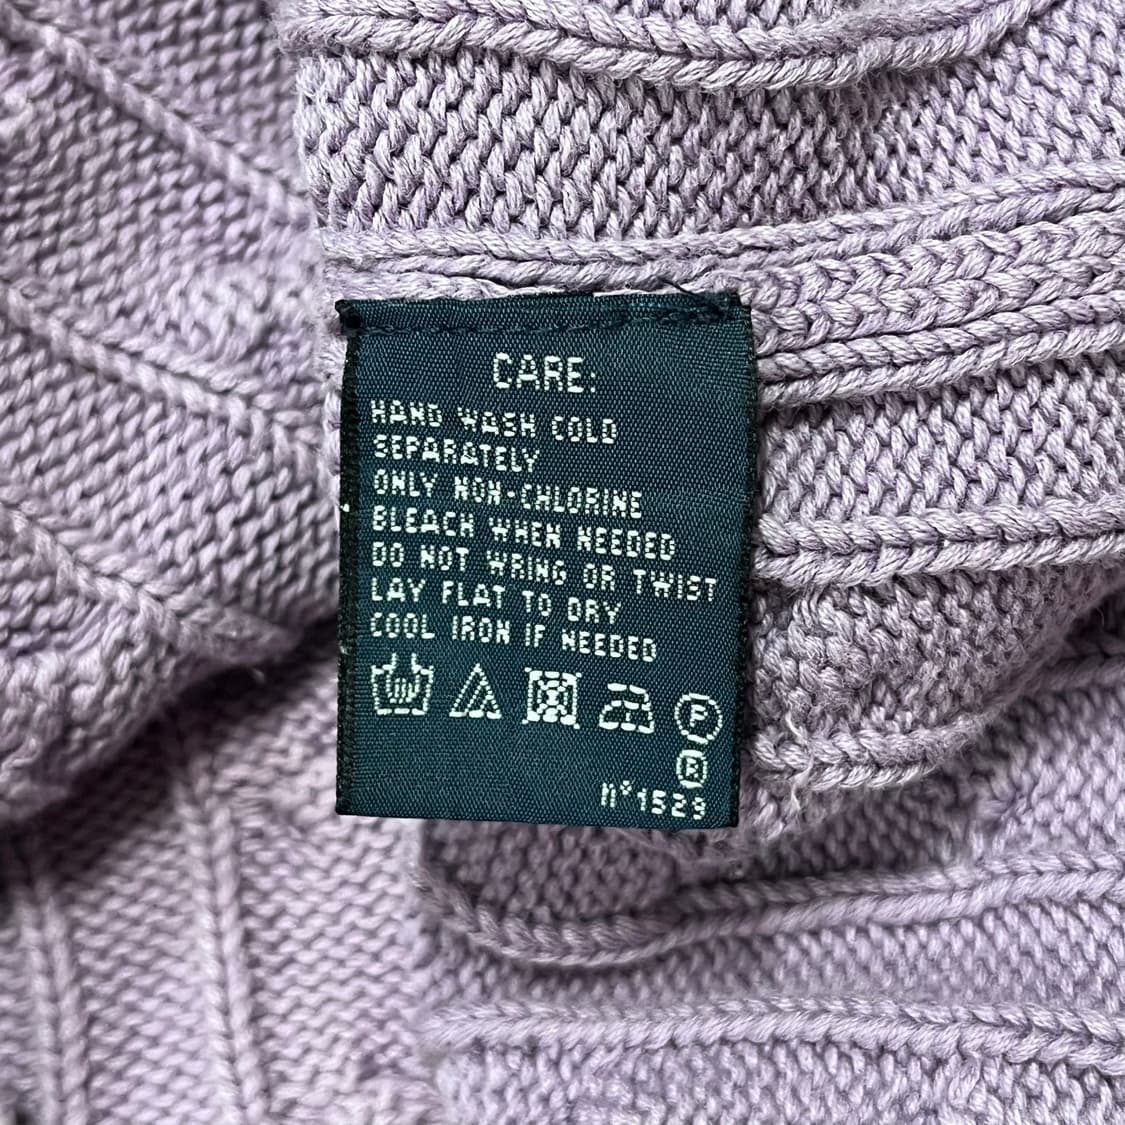 CARE:
HAND WASH COLD
SEPARATELY
ONLY NON-CHLORINE
BLEACH WHEN NEEDED
DO NOT WRING OR TWIST
LAY FLAT TO DRY
COOL IRON IF NEEDED
P
R
n°1529